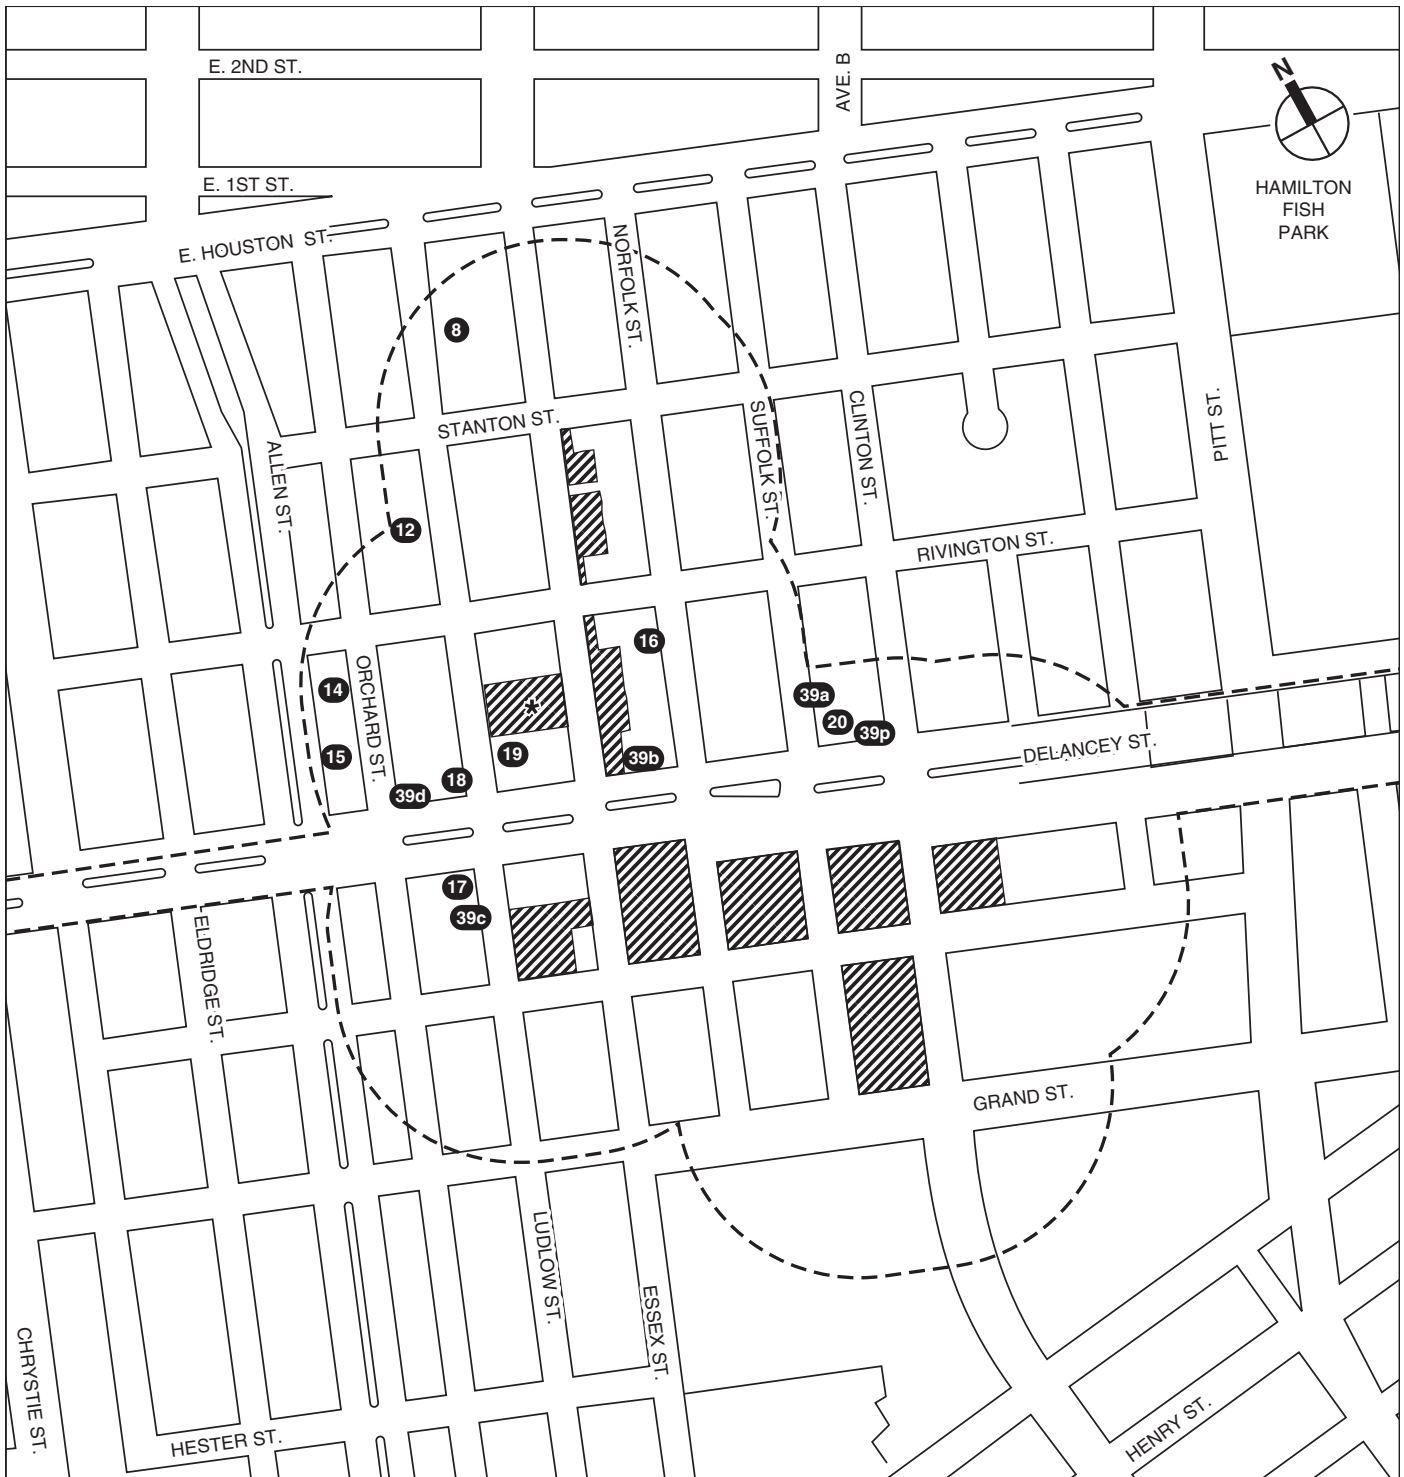 E. 2ND ST.
AVE. B
N
E. 1ST ST.
HAMILTON
FISH
PARK
E. HOUSTON ST.
NORFOLK ST.
8
STANTON ST.
SUFFOLK ST.
CLINTON ST.
PITT ST.
ALLEN ST.
12
RIVINGTON ST.
16
ORCHARD ST.
14
39a
*
20
39p
15
19
39b
DELANCEY ST.
18
39d
17
39c
ELDRIDGE ST.
GRAND ST.
LUDLOW ST.
ESSEX ST.
CHRYSTIE ST.
HESTER ST.
HENRY ST.